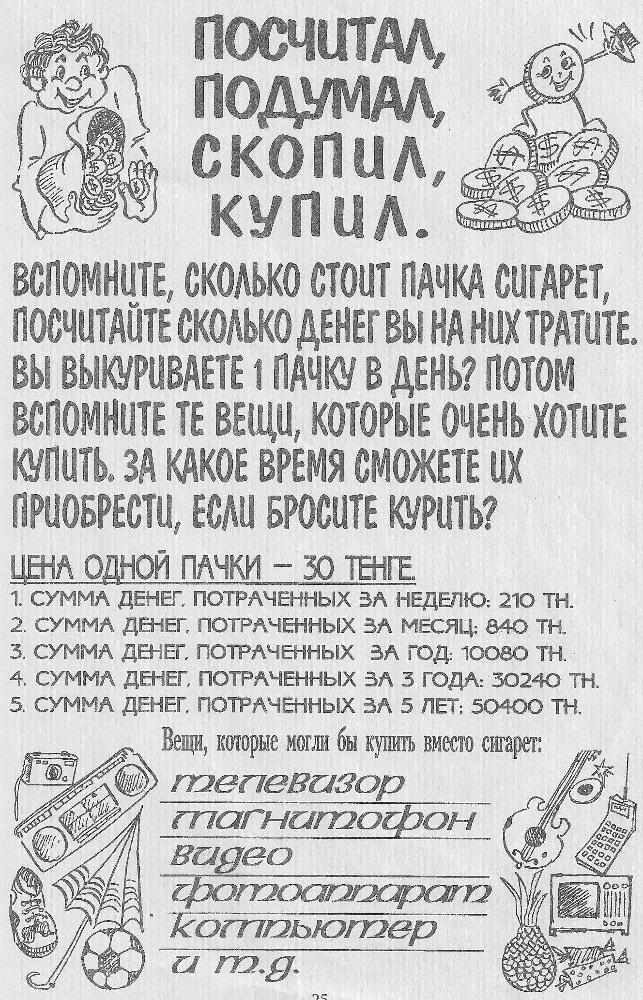 ПОСЧИТАЛ,
ПОДУМАЛ,
СКОПИЛ,
КУПИЛ.
ВСПОМНИТЕ, СКОЛЬКО СТОИТ ПАЧКА СИГАРЕТ,
ПОСЧИТАЙТЕ СКОЛЬКО ДЕНЕГ ВЫ НА НИХ ТРАТИТЕ.
ВЫ ВЫКУРИВАЕТЕ 1 ПАЧКУ В ДЕНЬ? ПОТОМ
ВСПОМНИТЕ ТЕ ВЕЩИ, КОТОРЫЕ ОЧЕНЬ ХОТИТЕ
КУПИТЬ. ЗА КАКОЕ ВРЕМЯ СМОЖЕТЕ ИХ
ПРИОБРЕСТИ, ЕСЛИ БРОСИТЕ КУРИТЬ?
ЦЕНА ОДНОЙ ПАЧКИ – 30 ТЕНГЕ.
1. СУММА ДЕНЕГ, ПОТРАЧЕННЫХ ЗА НЕДЕЛЮ: 210 ТН.
2. СУММА ДЕНЕГ, ПОТРАЧЕННЫХ ЗА МЕСЯЦ: 840 ТН.
3. СУММА ДЕНЕГ, ПОТРАЧЕННЫХ ЗА ГОД: 10080 ТН.
4. СУММА ДЕНЕГ, ПОТРАЧЕННЫХ ЗА 3 ГОДА: 30240 ТН.
5. СУММА ДЕНЕГ, ПОТРАЧЕННЫХ ЗА 5 ЛЕТ: 50400 ТН.
Вещи, которые могли бы купить вместо сигарет:
телевизор
магнитофон
видео
фотоаппарат
компьютер
и т.д.
25